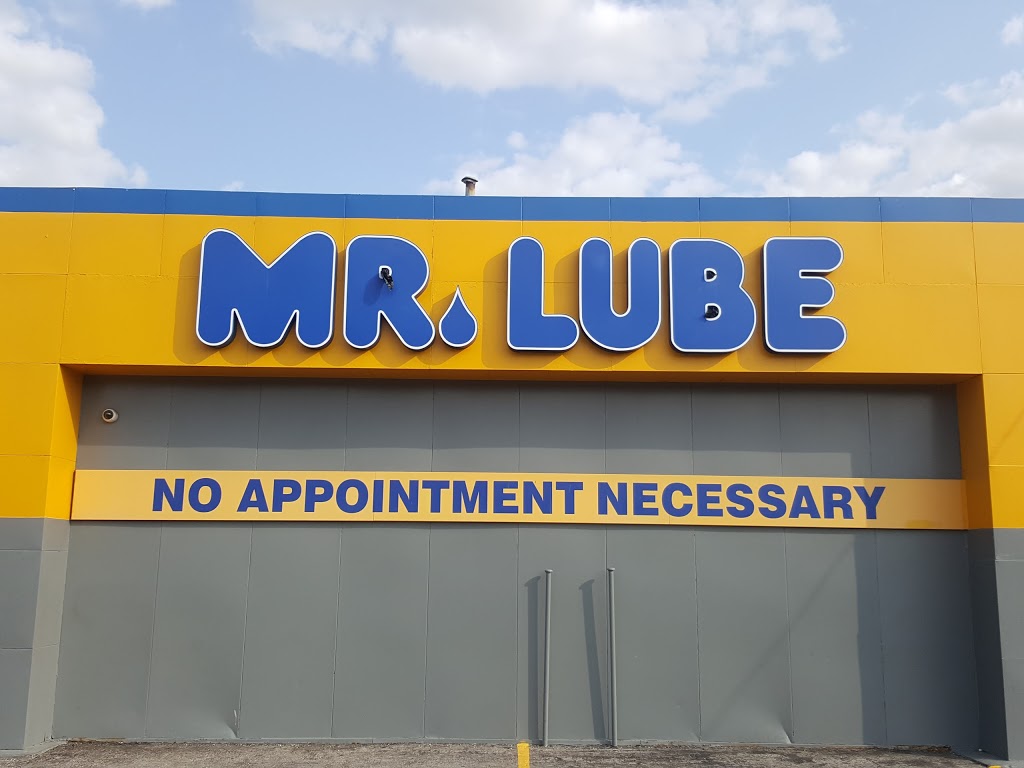 MR. LUBE
NO APPOINTMENT NECESSARY